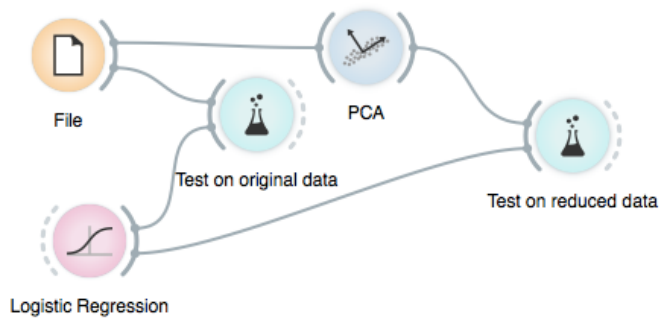 File
PCA
Test on original data
Test on reduced data
Logistic Regression